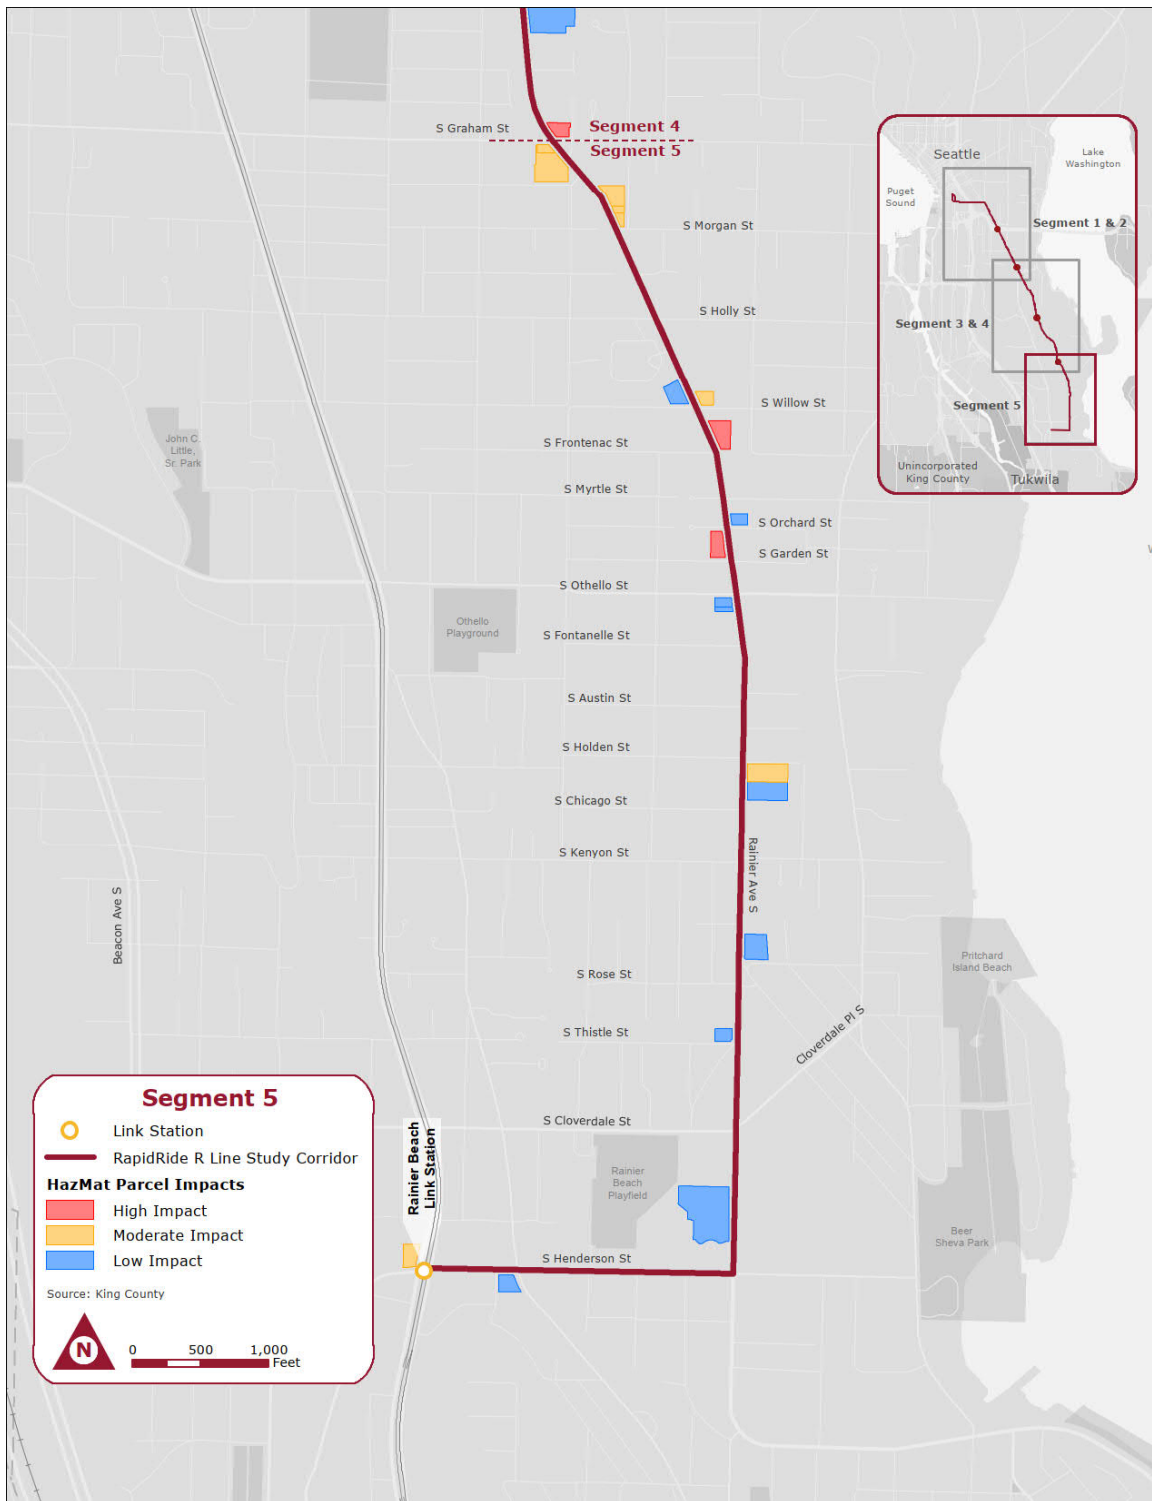 S Graham St
Segment 4
Segment 5
S Morgan St
S Holly St
S Willow St
S Frontenac St
S Myrtle St
S Orchard St
S Garden St
S Othello St
S Fontanelle St
S Austin St
S Holden St
S Chicago St
S Kenyon St
Rainier Ave S
S Rose St
S Thistle St
Cloverdale Pl S
S Cloverdale St
S Henderson St
Beacon Ave S
John C.
Little,
Sr. Park
Othello
Playground
Pritchard
Island Beach
Rainier
Beach
Playfield
Beer
Sheva Park
Rainier Beach
Link Station
Seattle
Lake
Washington
Puget
Sound
Segment 1 & 2
Segment 3 & 4
Segment 5
Unincorporated
King County
Tukwila
Segment 5
Link Station
RapidRide R Line Study Corridor
HazMat Parcel Impacts
High Impact
Moderate Impact
Low Impact
Source: King County
N
0 500 1,000
Feet